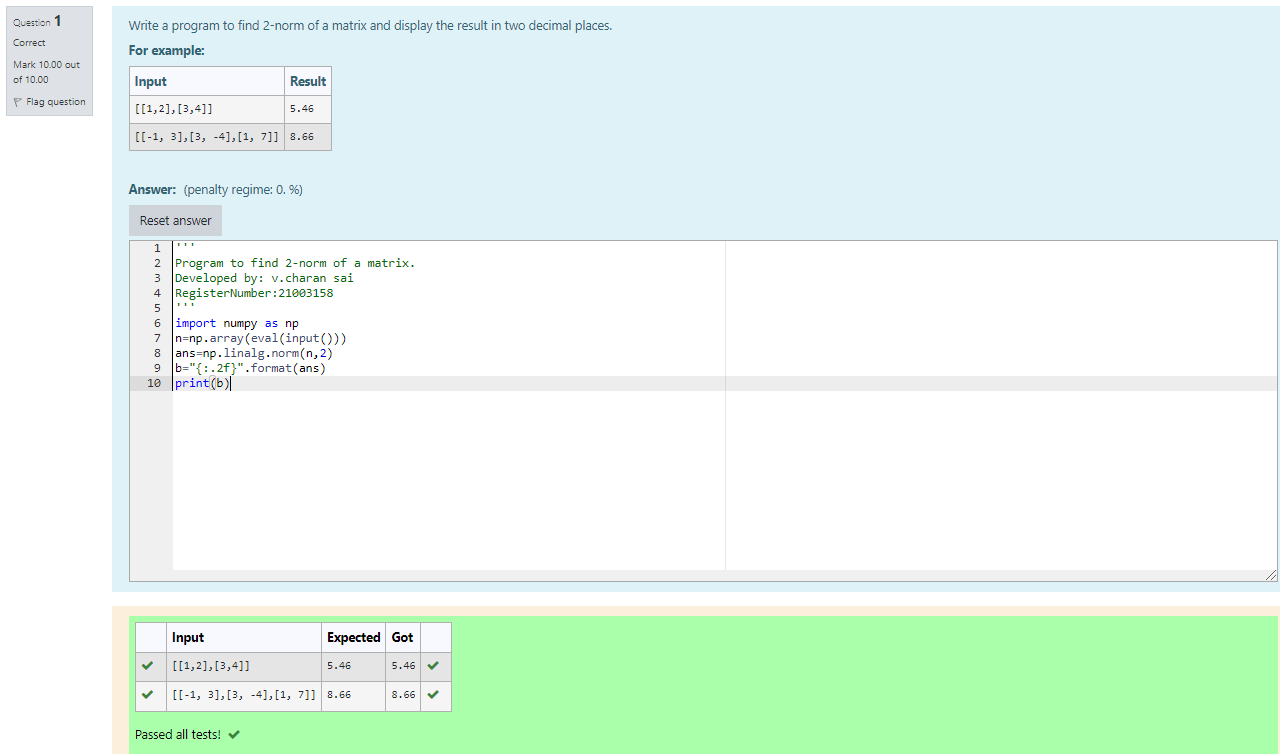 Question 1
Correct
Mark 10.00 out
of 10.00
Flag question
Write a program to find 2-norm of a matrix and display the result in two decimal places.
For example:
Input Result
[[1,2],[3,4]] 5.46
[[-1, 3],[3, -4],[1, 7]] 8.66
Answer: (penalty regime: 0. %)
Reset answer
1 '''
2 Program to find 2-norm of a matrix.
3 Developed by: v.charan sai
4 RegisterNumber:21003158
5 '''
6 import numpy as np
7 n=np.array(eval(input()))
8 ans=np.linalg.norm(n,2)
9 b="{:.2f}".format(ans)
10 print(b)
Input Expected Got
[[1,2],[3,4]] 5.46 5.46
[[-1, 3],[3, -4],[1, 7]] 8.66 8.66
Passed all tests!